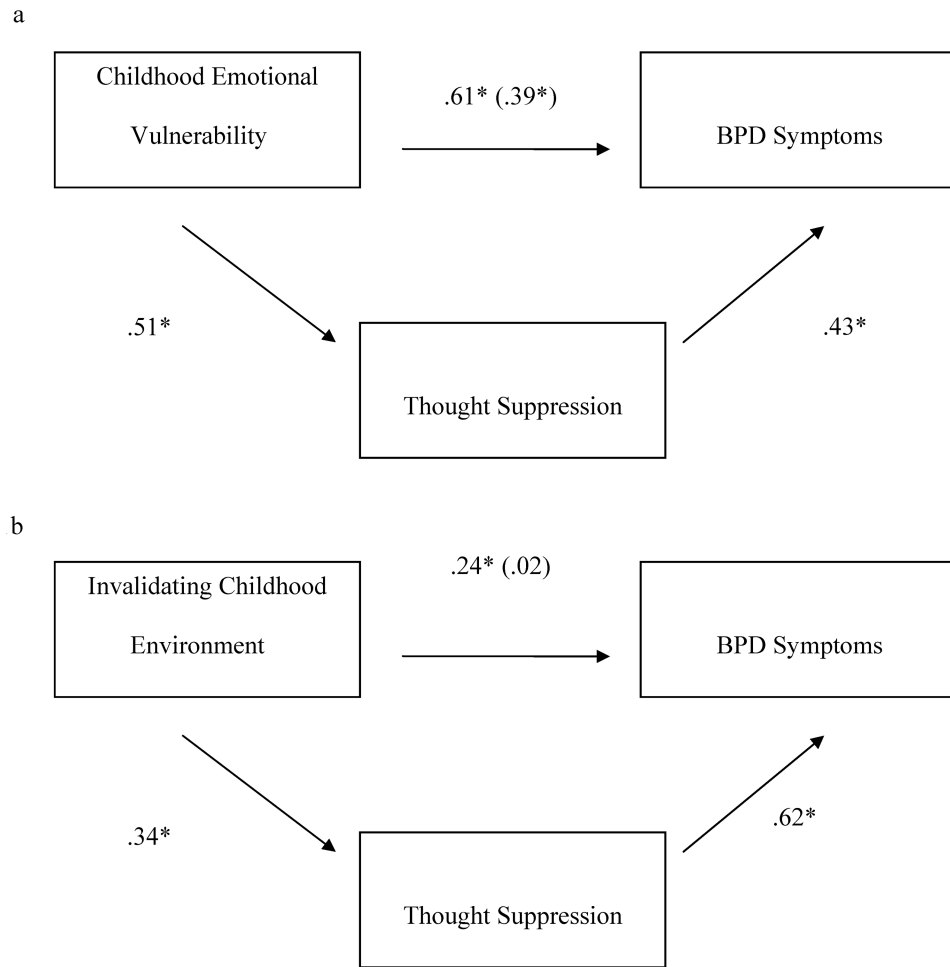 a
Childhood Emotional
Vulnerability
.61* (.39*)
BPD Symptoms
.51*
.43*
Thought Suppression
b
Invalidating Childhood
Environment
.24* (.02)
BPD Symptoms
.34*
.62*
Thought Suppression